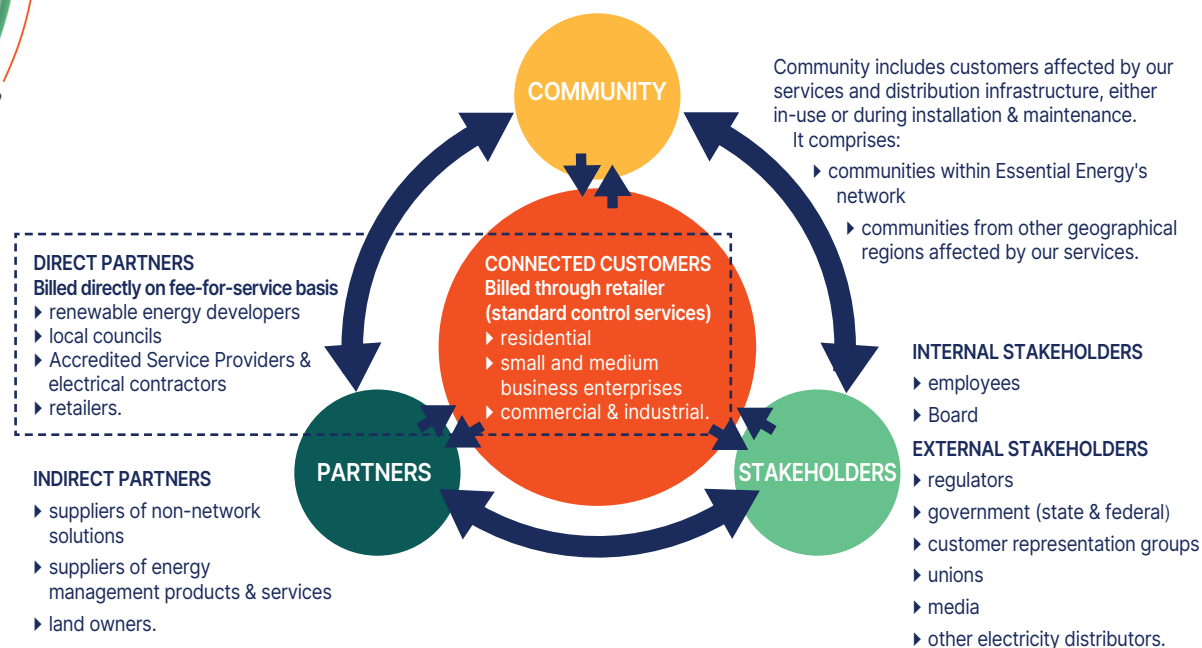 COMMUNITY
Community includes customers affected by our
services and distribution infrastructure, either
in-use or during installation & maintenance.
It comprises:
communities within Essential Energy's
network
communities from other geographical
regions affected by our services.
DIRECT PARTNERS
Billed directly on fee-for-service basis
renewable energy developers
local councils
Accredited Service Providers &
electrical contractors
retailers.
CONNECTED CUSTOMERS
Billed through retailer
(standard control services)
residential
small and medium
business enterprises
commercial & industrial.
PARTNERS
STAKEHOLDERS
INDIRECT PARTNERS
suppliers of non-network
solutions
suppliers of energy
management products & services
land owners.
INTERNAL STAKEHOLDERS
employees
Board
EXTERNAL STAKEHOLDERS
regulators
government (state & federal)
customer representation groups
unions
media
other electricity distributors.